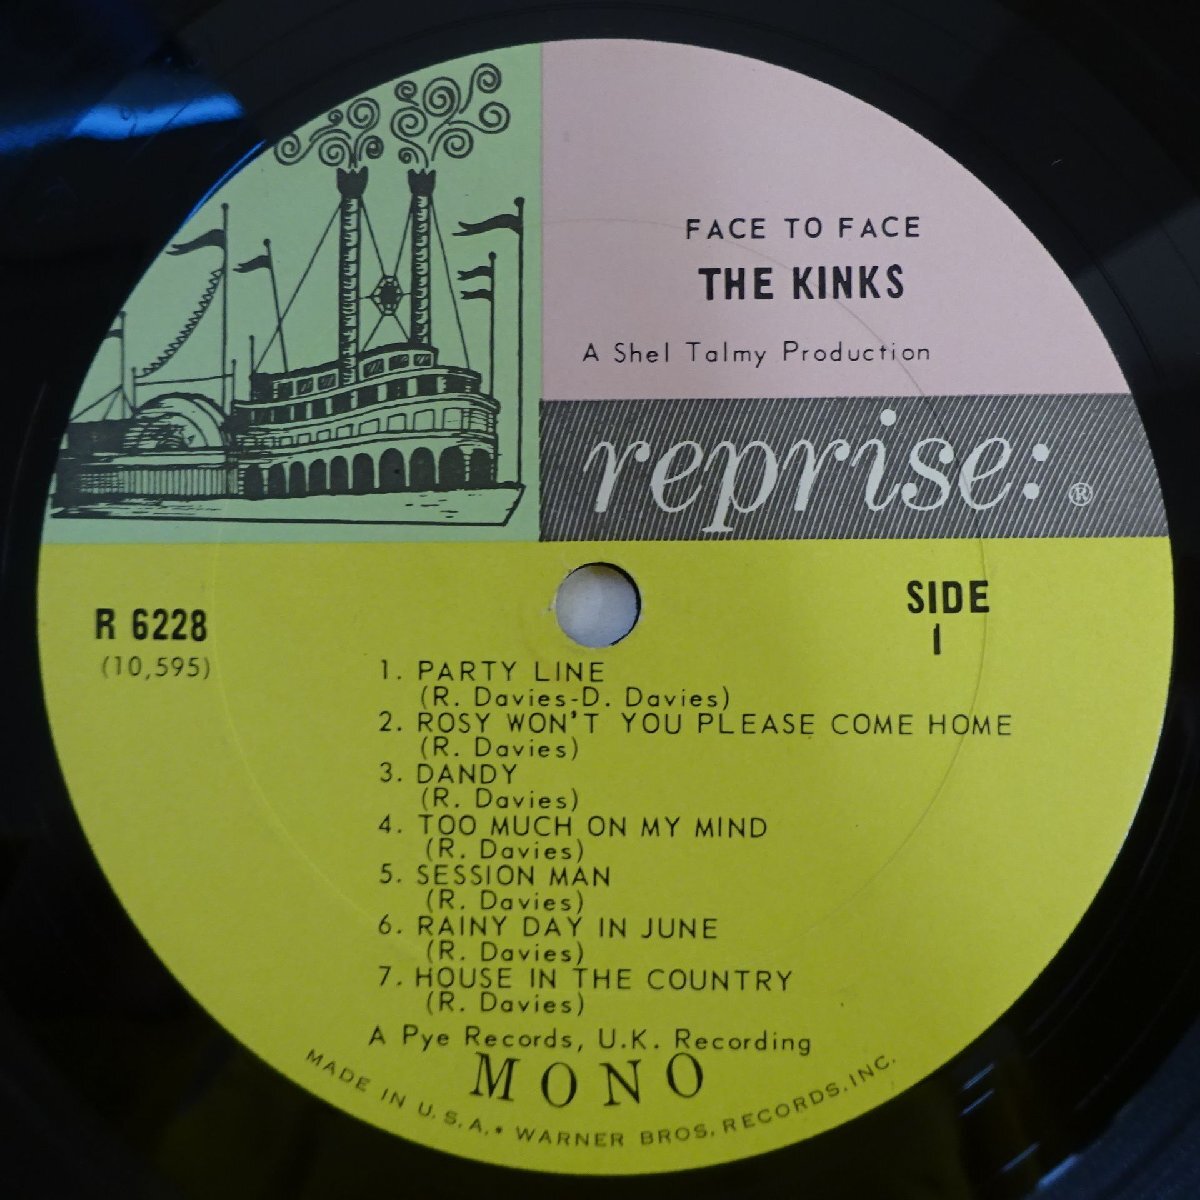 FACE TO FACE
THE KINKS
A Shel Talmy Production
reprise: ®
R 6228
(10,595)
SIDE
1
1. PARTY LINE
(R. Davies-D. Davies)
2. ROSY WON'T YOU PLEASE COME HOME
(R. Davies)
3. DANDY
(R. Davies)
4. TOO MUCH ON MY MIND
(R. Davies)
5. SESSION MAN
(R. Davies)
6. RAINY DAY IN JUNE
(R. Davies)
7. HOUSE IN THE COUNTRY
(R. Davies)
A Pye Records, U.K. Recording
MONO
MADE IN U.S.A. • WARNER BROS. RECORDS, INC.